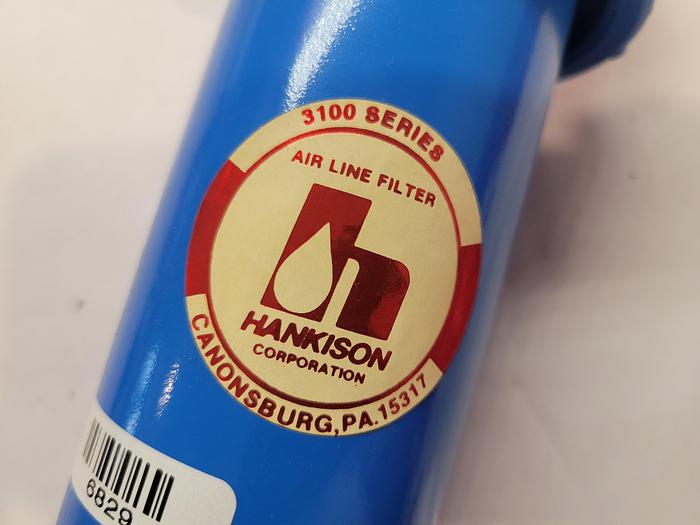 3100 SERIES
AIR LINE FILTER
HANKISON
CORPORATION
CANONSBURG, PA. 15317
6829